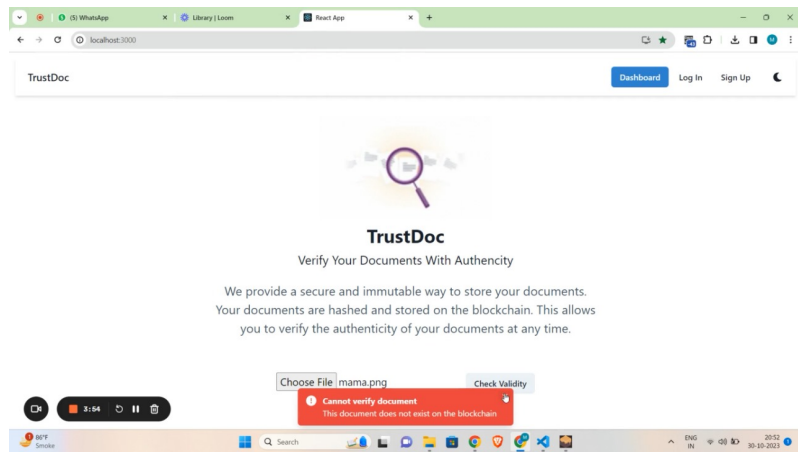 (5) WhatsApp
Library | Loom
React App
localhost:3000
TrustDoc
Dashboard
Log In
Sign Up
TrustDoc
Verify Your Documents With Authencity
We provide a secure and immutable way to store your documents.
Your documents are hashed and stored on the blockchain. This allows
you to verify the authenticity of your documents at any time.
Choose File mama.png
Check Validity
Cannot verify document
This document does not exist on the blockchain
3:54
86°F
Smoke
Search
ENG
IN
20:52
30-10-2023